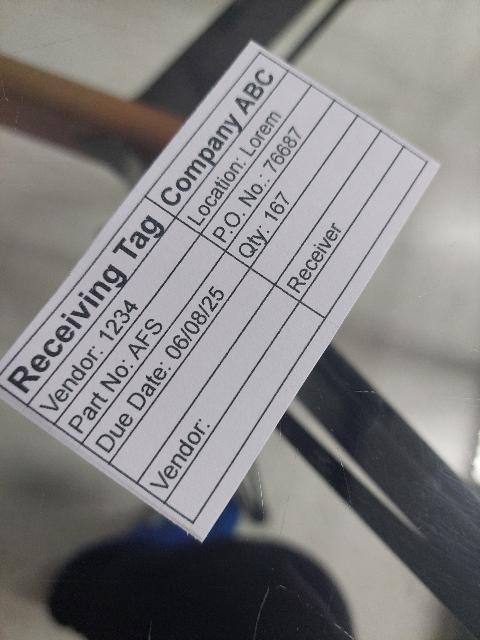 Receiving Tag Company ABC
Vendor: 1234 Location: Lorem
Part No: AFS P.O. No.: 76687
Due Date: 06/08/25 Qty: 167
Vendor: Receiver